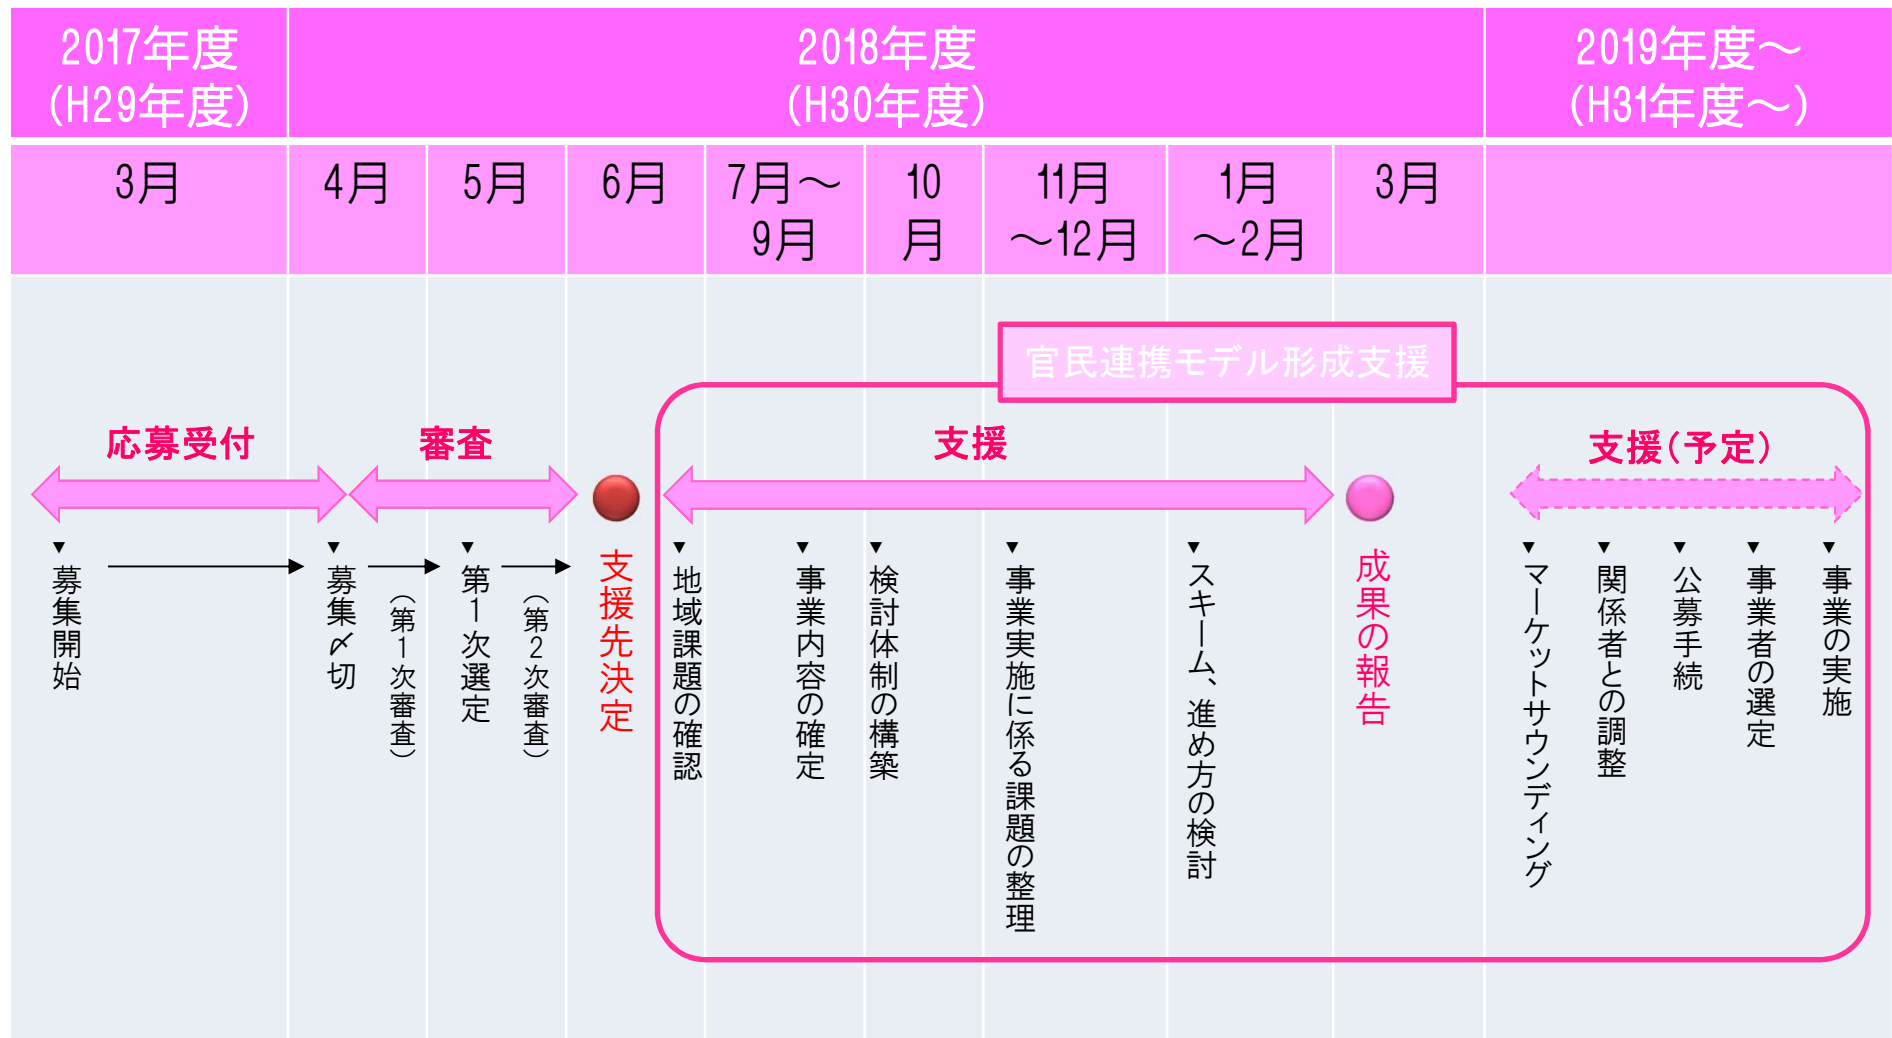 2017年度
(H29年度)
2018年度
(H30年度)
2019年度～
(H31年度～)
3月
4月
5月
6月
7月～
9月
10
月
11月
～12月
1月
～2月
3月
官民連携モデル形成支援
応募受付
審査
支援
支援(予定)
▼募集開始
▼募集〆切
(第1次審査)
▼第1次選定
(第2次審査)
支援先決定
▼地域課題の確認
▼事業内容の確定
▼検討体制の構築
▼事業実施に係る課題の整理
▼スキーム、進め方の検討
成果の報告
▼マーケットサウンディング
▼関係者との調整
▼公募手続
▼事業者の選定
▼事業の実施